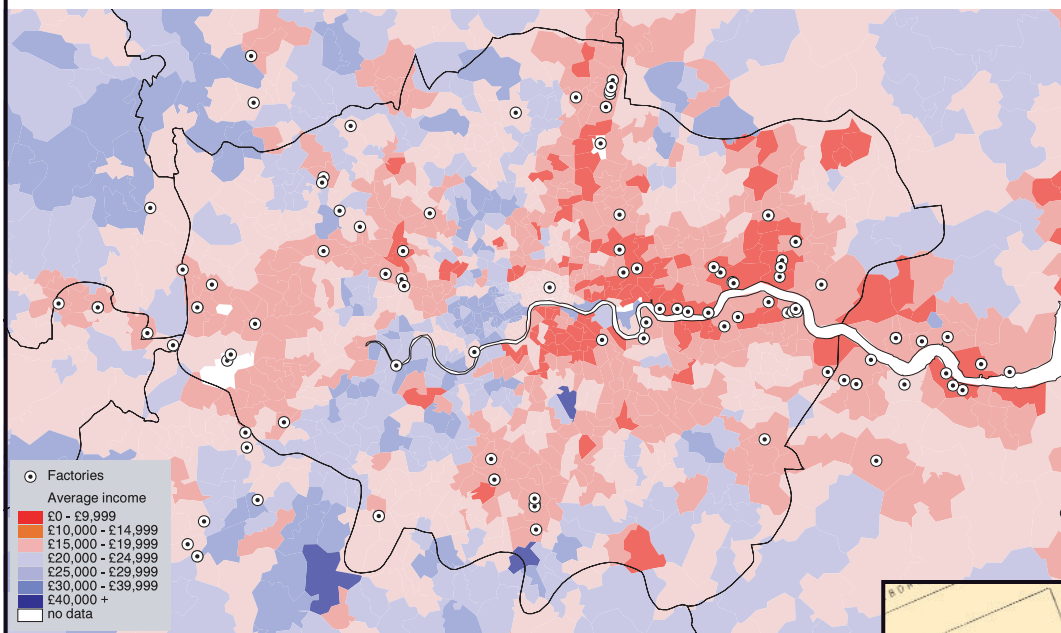 Factories
Average income
£0 - £9,999
£10,000 - £14,999
£15,000 - £19,999
£20,000 - £24,999
£25,000 - £29,999
£30,000 - £39,999
£40,000 +
no data
BOR